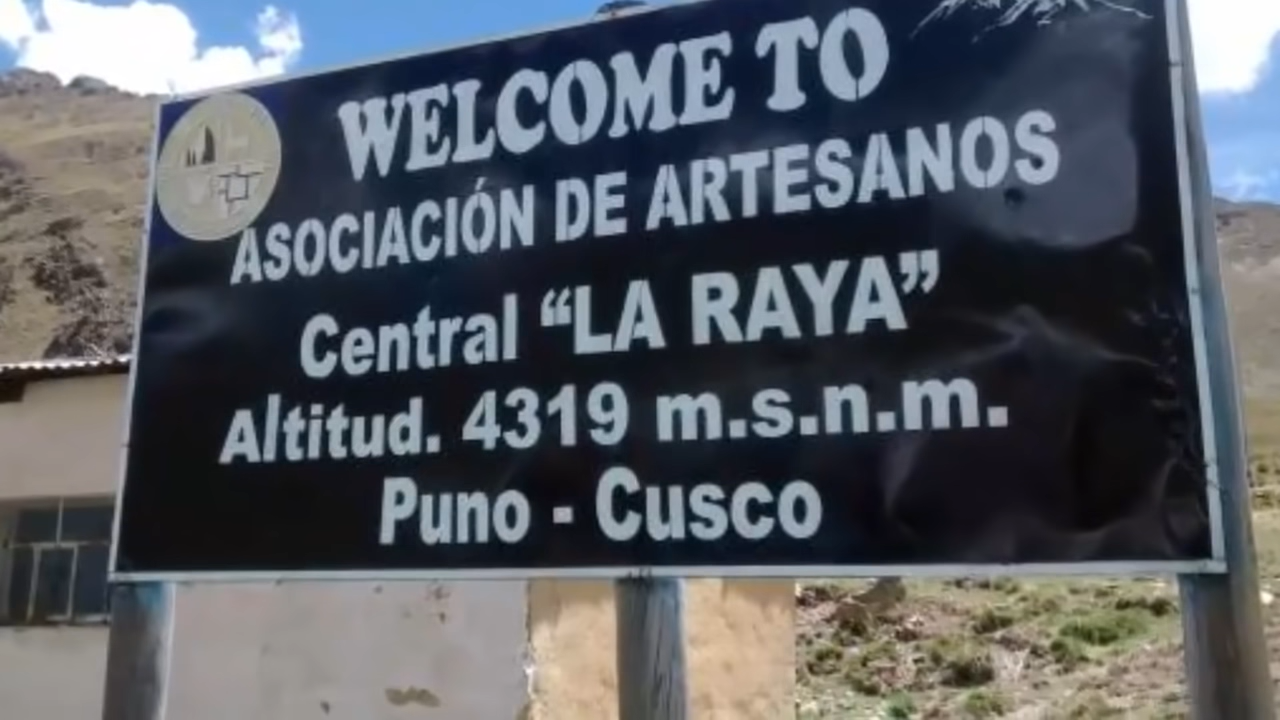 WELCOME TO
ASOCIACIÓN DE ARTESANOS
Central “LA RAYA”
Altitud. 4319 m.s.n.m.
Puno - Cusco